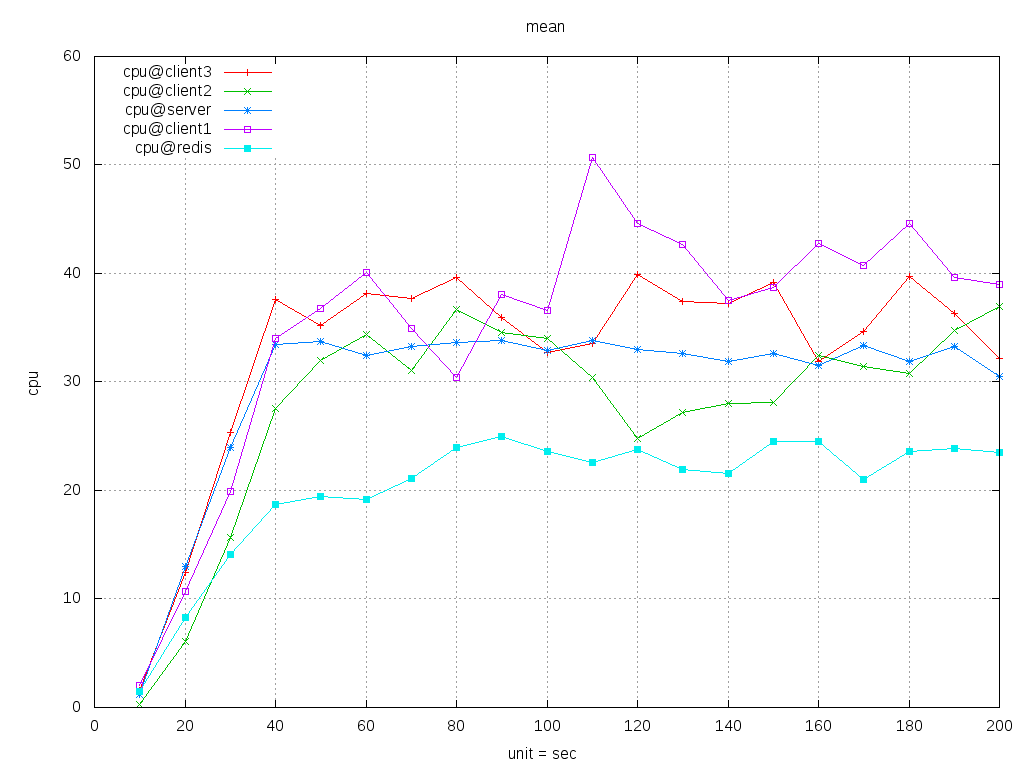 mean
60
50
40
30
20
10
0
cpu
cpu@client3
cpu@client2
cpu@server
cpu@client1
cpu@redis
0 20 40 60 80 100 120 140 160 180 200
unit = sec